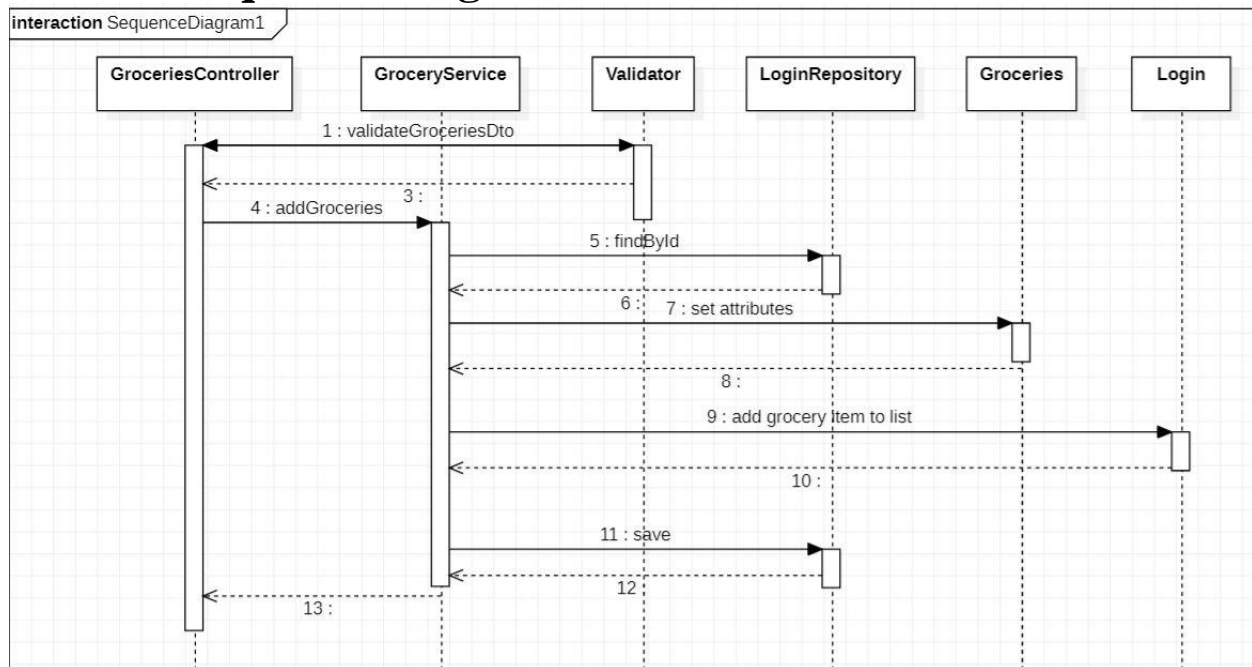 interaction SequenceDiagram1
GroceriesController GroceryService Validator LoginRepository Groceries Login
1 : validateGroceriesDto
3 :
4 : addGroceries
5 : findById
6 :
7 : set attributes
8 :
9 : add grocery item to list
10 :
11 : save
12 :
13 :